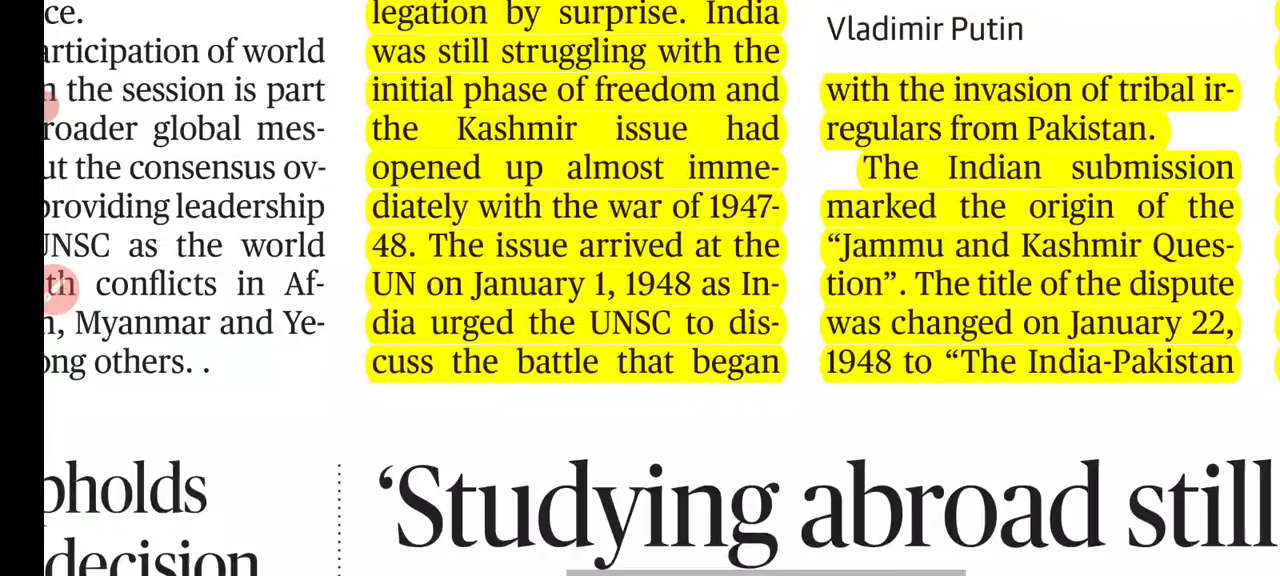 ce.
articipation of world
n the session is part
roader global mes-
ut the consensus ov-
providing leadership
UNSC as the world
th conflicts in Af-
n, Myanmar and Ye-
ong others. .
legation by surprise. India
was still struggling with the
initial phase of freedom and
the Kashmir issue had
opened up almost imme-
diately with the war of 1947-
48. The issue arrived at the
UN on January 1, 1948 as In-
dia urged the UNSC to dis-
cuss the battle that began
Vladimir Putin
with the invasion of tribal ir-
regulars from Pakistan.
The Indian submission
marked the origin of the
“Jammu and Kashmir Ques-
tion”. The title of the dispute
was changed on January 22,
1948 to “The India-Pakistan
pholds
decision
‘Studying abroad still